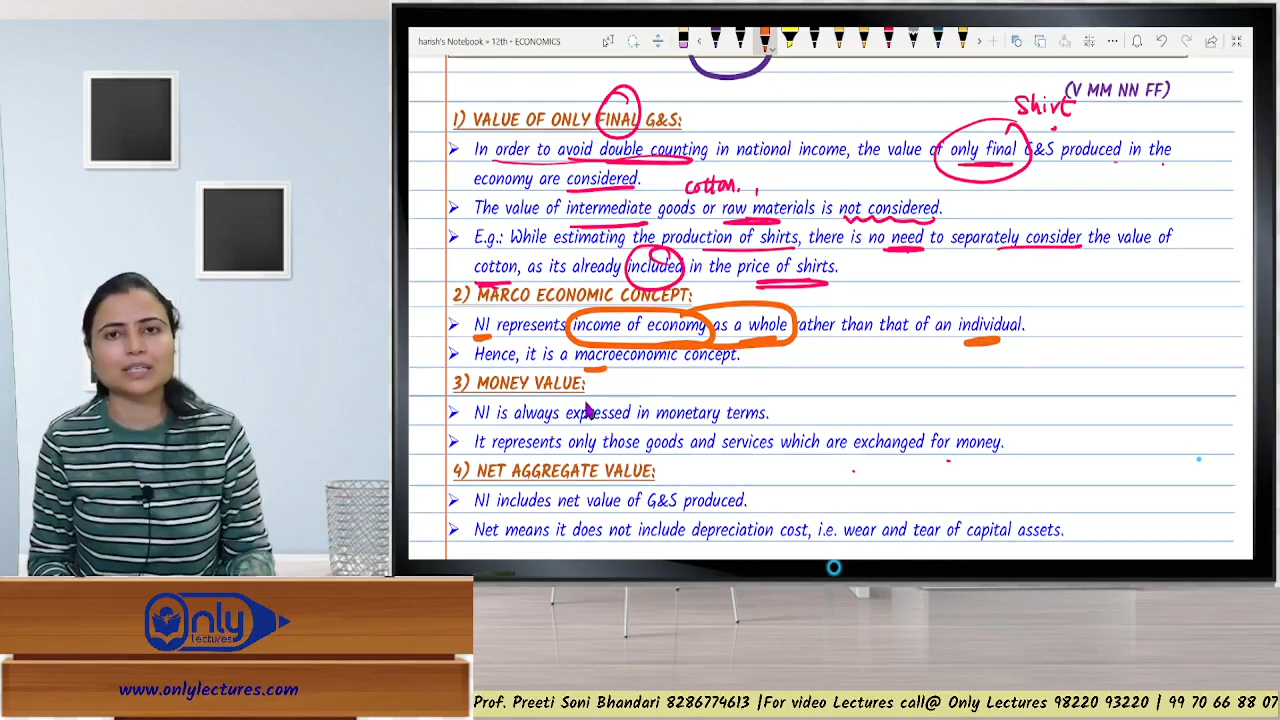 harish's Notebook » 12th - ECONOMICS
(V MM NN FF)
Shirt
1) VALUE OF ONLY FINAL G&S:
➢ In order to avoid double counting in national income, the value of only final G&S produced in the
economy are considered.
cotton.
➢ The value of intermediate goods or raw materials is not considered.
➢ E.g.: While estimating the production of shirts, there is no need to separately consider the value of
cotton, as its already included in the price of shirts.
2) MARCO ECONOMIC CONCEPT:
➢ NI represents income of economy as a whole rather than that of an individual.
➢ Hence, it is a macroeconomic concept.
3) MONEY VALUE:
➢ NI is always expressed in monetary terms.
➢ It represents only those goods and services which are exchanged for money.
4) NET AGGREGATE VALUE:
➢ NI includes net value of G&S produced.
➢ Net means it does not include depreciation cost, i.e. wear and tear of capital assets.
Only
lectures
www.onlylectures.com
Prof. Preeti Soni Bhandari 8286774613 |For video Lectures call@ Only Lectures 98220 93220 | 99 70 66 88 07